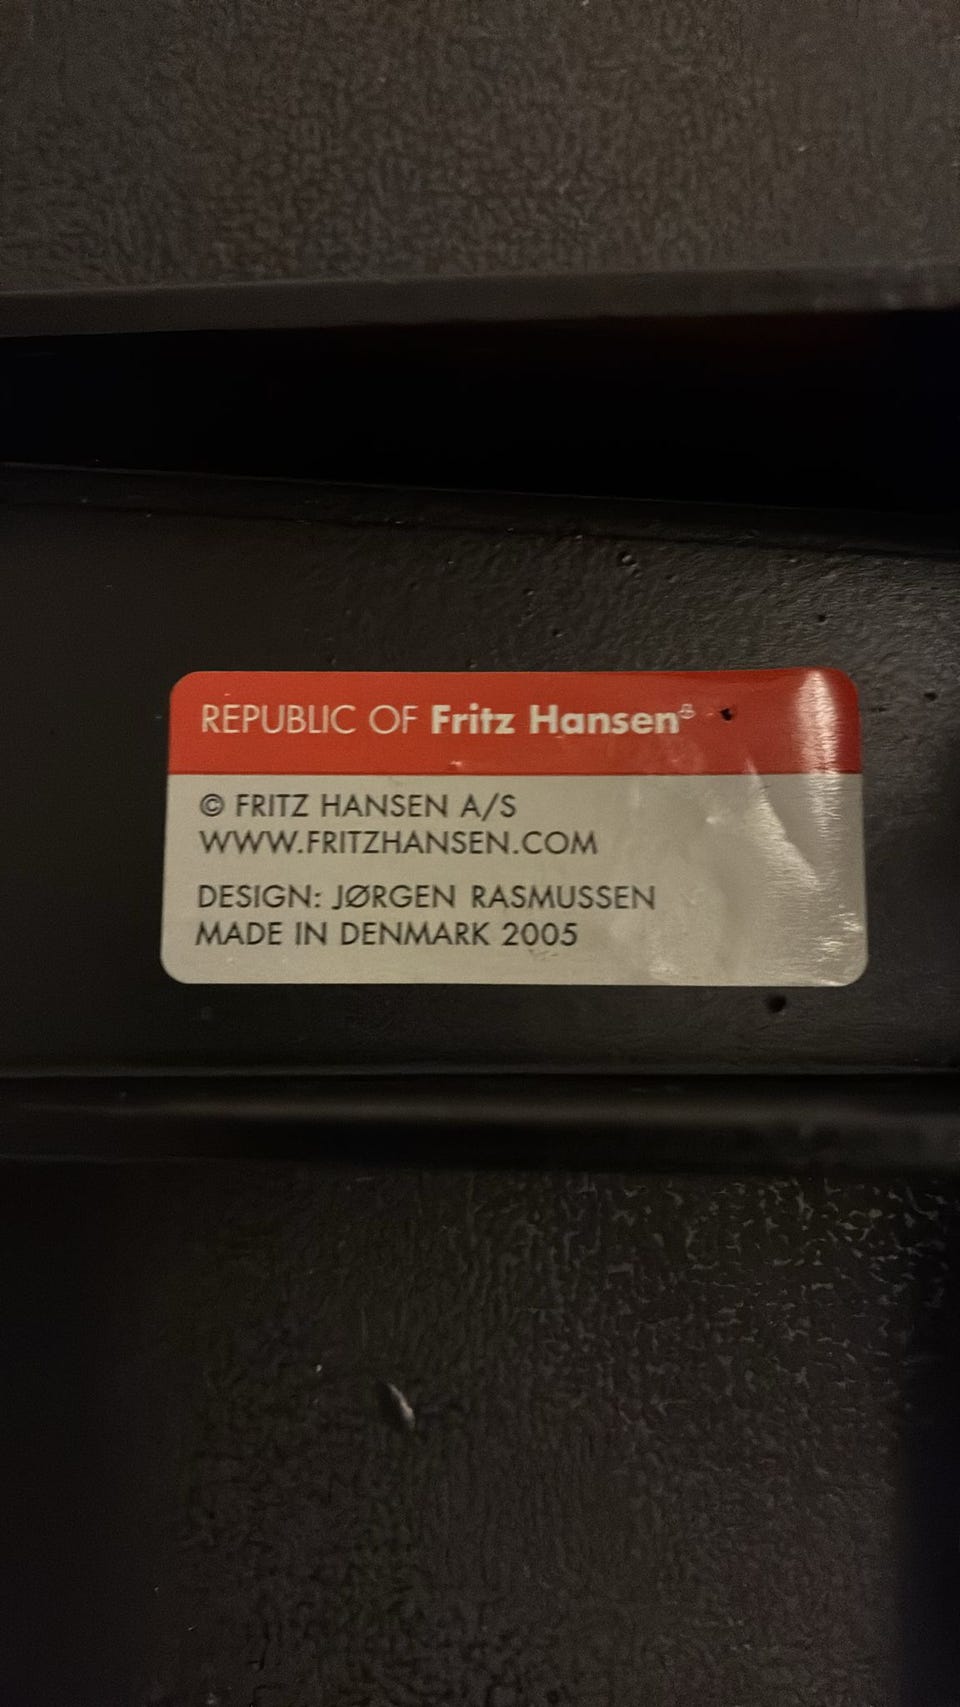 REPUBLIC OF Fritz Hansen®
© FRITZ HANSEN A/S
WWW.FRITZHANSEN.COM
DESIGN: JØRGEN RASMUSSEN
MADE IN DENMARK 2005